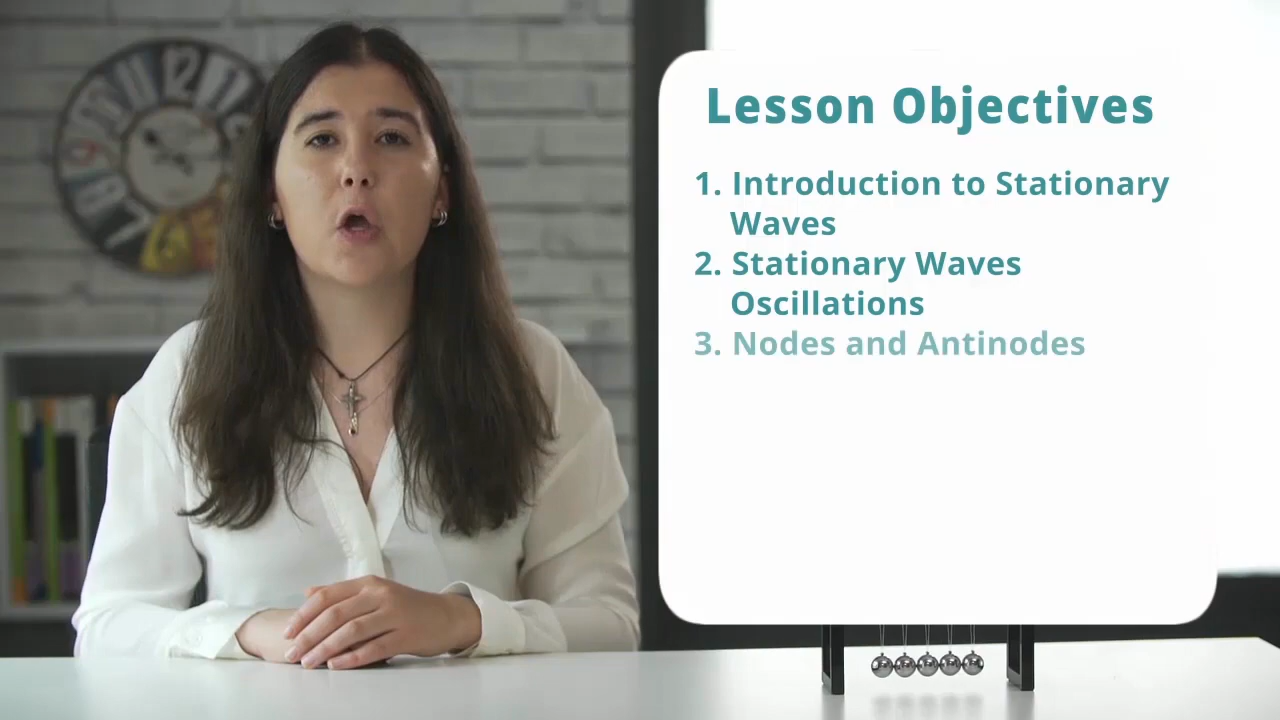 Lesson Objectives
1. Introduction to Stationary
Waves
2. Stationary Waves
Oscillations
3. Nodes and Antinodes